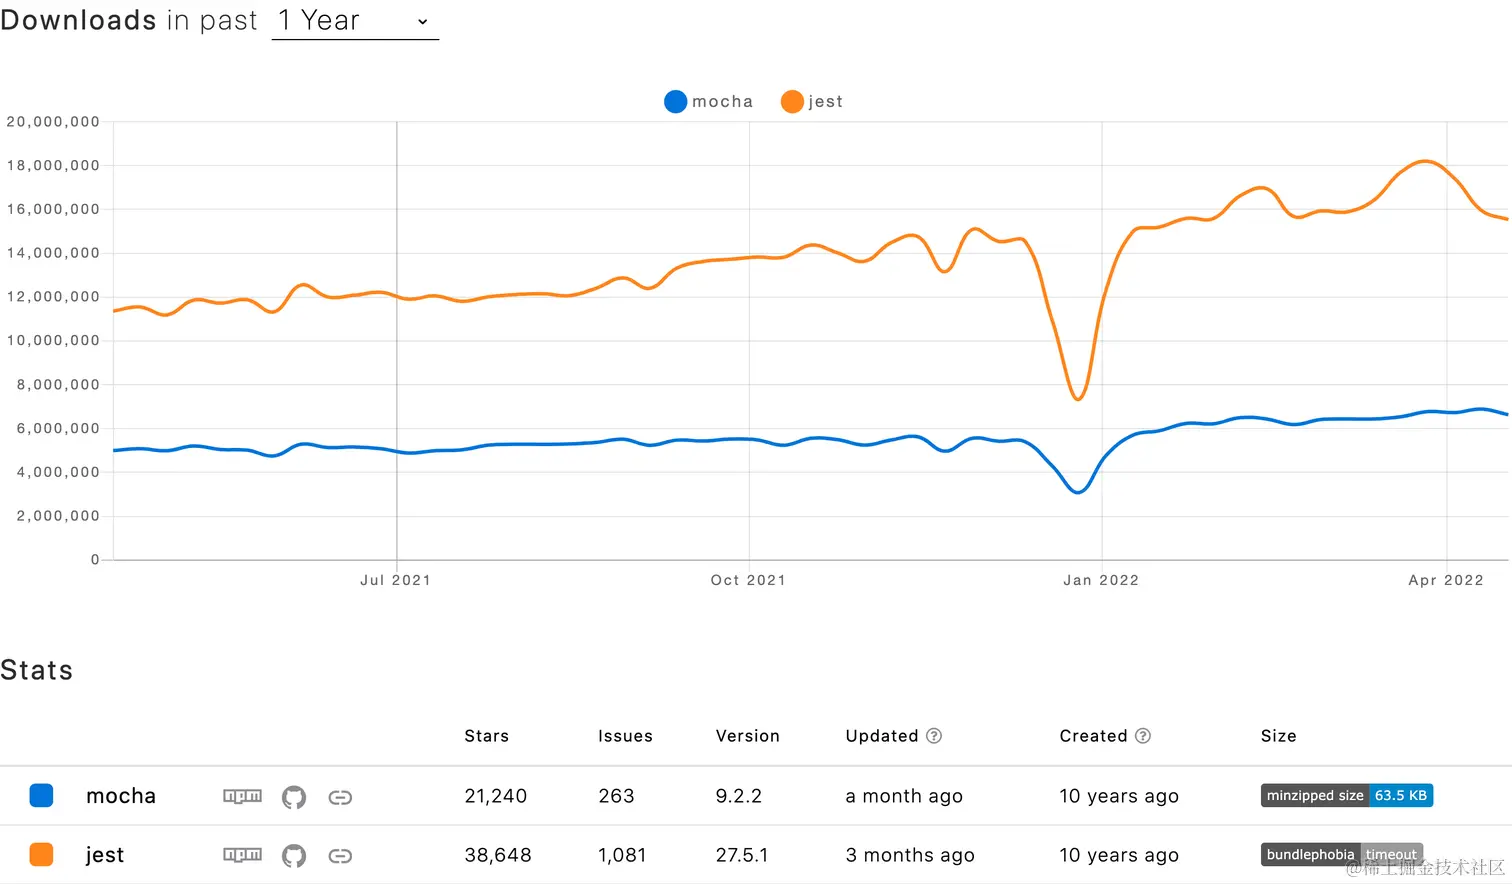 Downloads in past 1 Year
mocha jest
20,000,000
18,000,000
16,000,000
14,000,000
12,000,000
10,000,000
8,000,000
6,000,000
4,000,000
2,000,000
0
Jul 2021 Oct 2021 Jan 2022 Apr 2022
Stats
Stars Issues Version Updated ? Created ? Size
mocha npm 21,240 263 9.2.2 a month ago 10 years ago minzipped size 63.5 KB
jest npm 38,648 1,081 27.5.1 3 months ago 10 years ago bundlephobia timeout
@稀土掘金技术社区